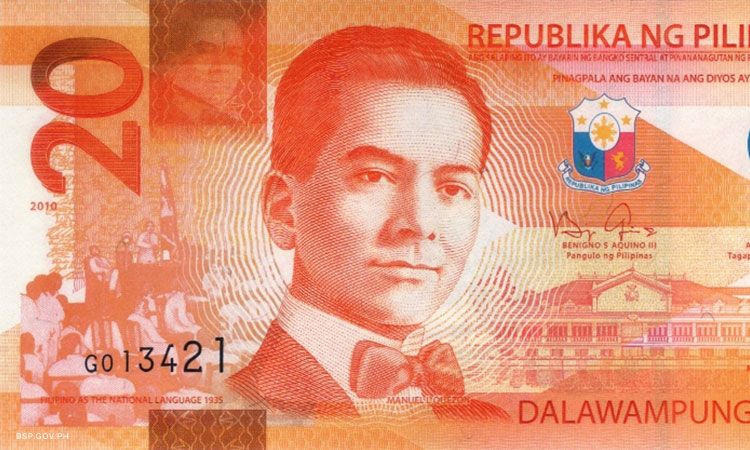 20
REPUBLIKA NG PILI
ANG SALAPING ITO AY BAYARIN NG BANGKO SENTRAL AT PINANANAGUTAN NG R
PINAGPALA ANG BAYAN NA ANG DIYOS AY
REPUBLIKA NG PILIPINAS
2010
BENIGNO S AQUINO III
Pangulo ng Pilipinas
A
Tagap
G013421
FILIPINO AS THE NATIONAL LANGUAGE 1935
MANUEL L QUEZON
DALAWAMPUNG
BSP.GOV.PH